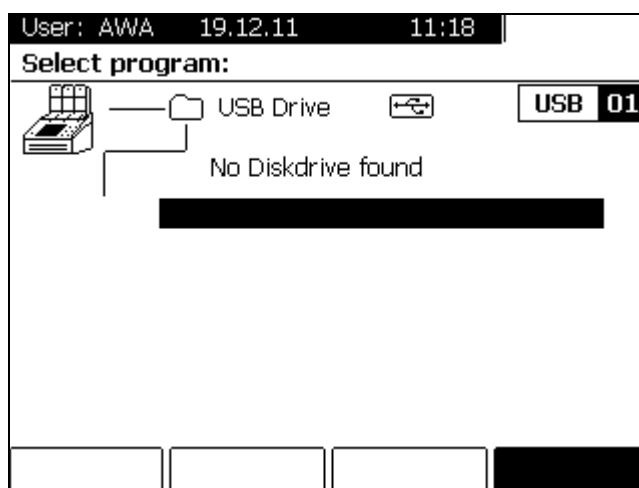 User: AWA 19.12.11 11:18
Select program:
USB Drive USB 01
No Diskdrive found